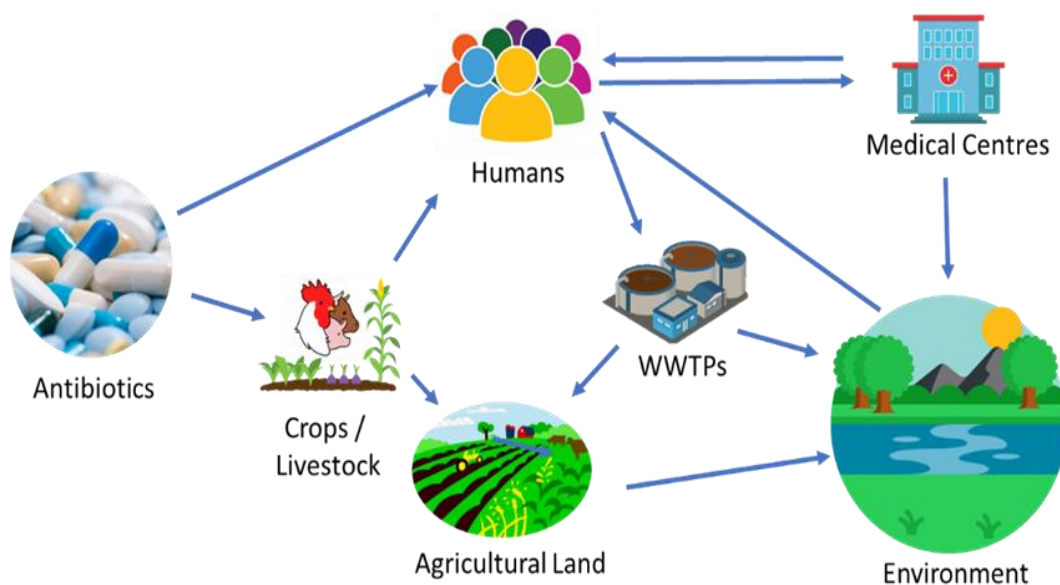 Humans
Medical Centres
Antibiotics
WWTPs
Crops /
Livestock
Agricultural Land
Environment